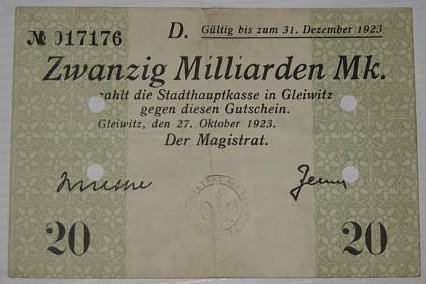 № 017176
D. Gültig bis zum 31. Dezember 1923
Zwanzig Milliarden Mk.
zahlt die Stadthauptkasse in Gleiwitz
gegen diesen Gutschein.
Gleiwitz, den 27. Oktober 1923.
Der Magistrat.
20 20